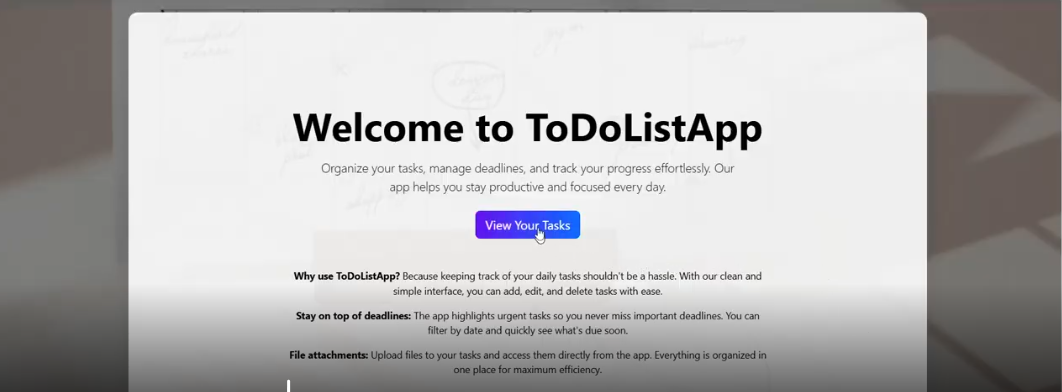 Welcome to ToDoListApp
Organize your tasks, manage deadlines, and track your progress effortlessly. Our
app helps you stay productive and focused every day.
View Your Tasks
Why use ToDoListApp? Because keeping track of your daily tasks shouldn't be a hassle. With our clean and
simple interface, you can add, edit, and delete tasks with ease.
Stay on top of deadlines: The app highlights urgent tasks so you never miss important deadlines. You can
filter by date and quickly see what's due soon.
File attachments: Upload files to your tasks and access them directly from the app. Everything is organized in
one place for maximum efficiency.